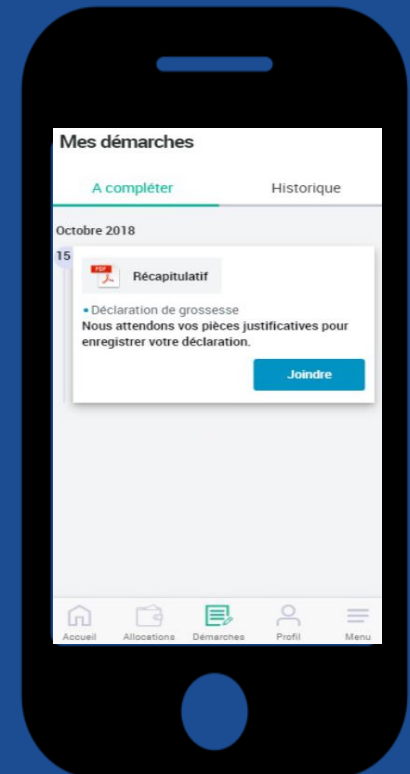 Mes démarches
A compléter
Historique
Octobre 2018
15
PDF
Récapitulatif
• Déclaration de grossesse
Nous attendons vos pièces justificatives pour
enregistrer votre déclaration.
Joindre
Accueil Allocations Démarches Profil Menu